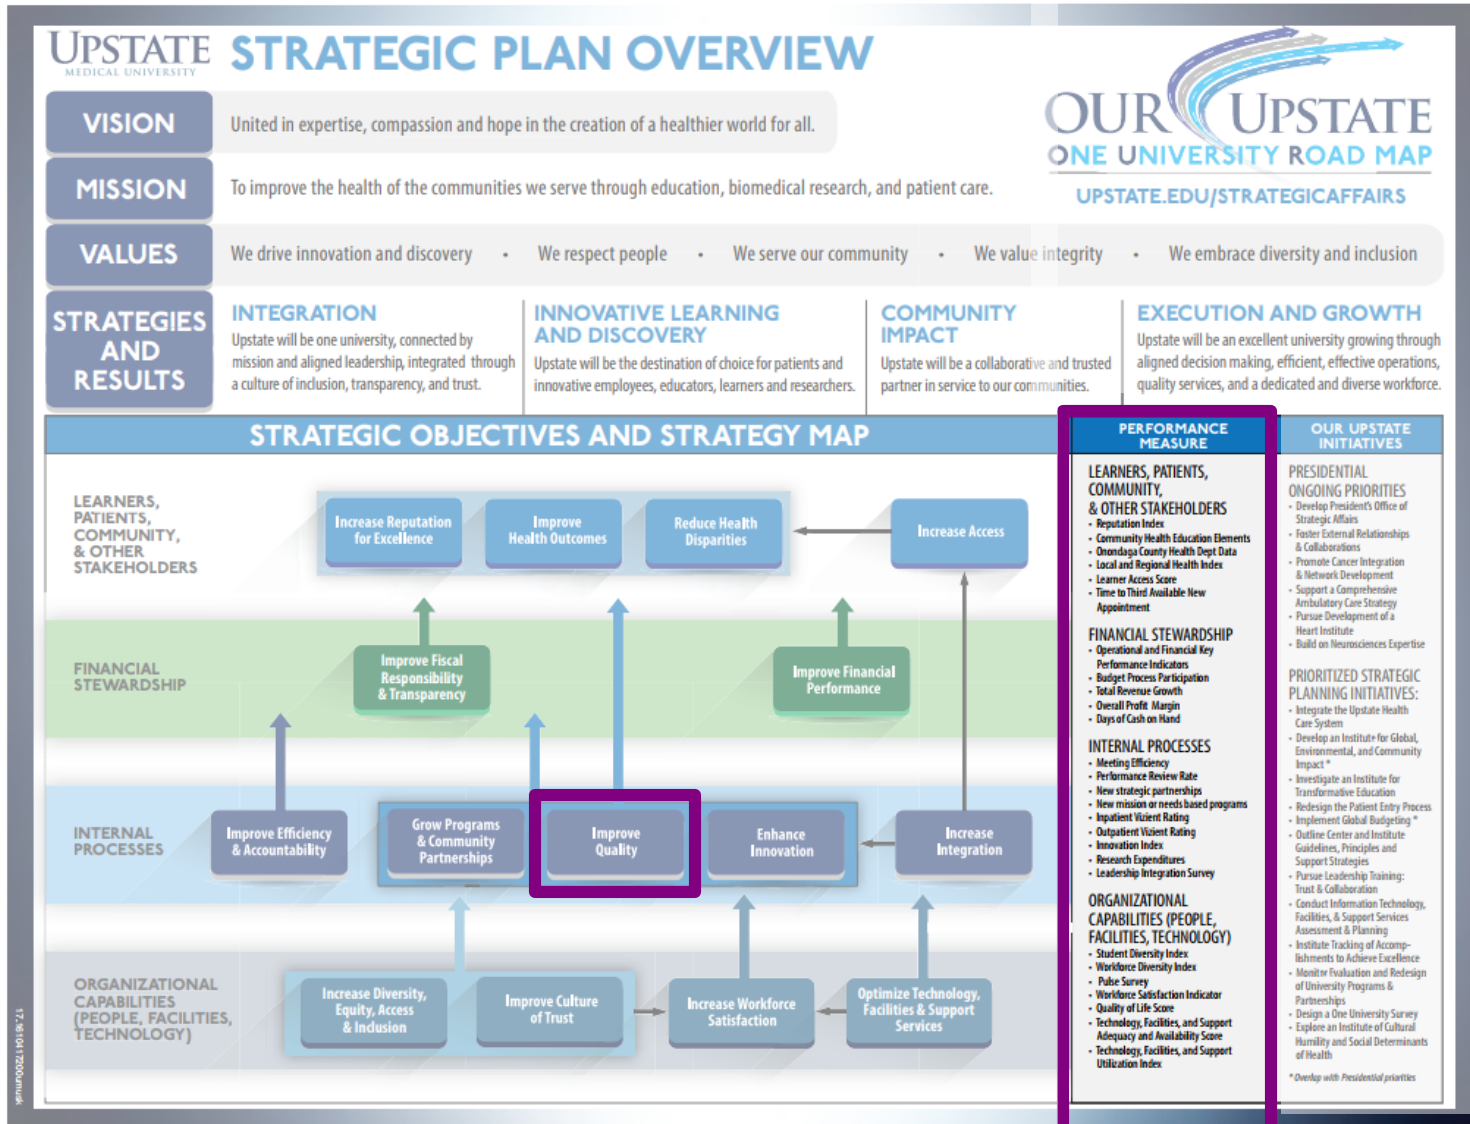 UPSTATE
MEDICAL UNIVERSITY
STRATEGIC PLAN OVERVIEW
OUR UPSTATE
ONE UNIVERSITY ROAD MAP
UPSTATE.EDU/STRATEGICAFFAIRS
VISION
United in expertise, compassion and hope in the creation of a healthier world for all.
MISSION
To improve the health of the communities we serve through education, biomedical research, and patient care.
VALUES
We drive innovation and discovery • We respect people • We serve our community • We value integrity • We embrace diversity and inclusion
STRATEGIES
AND
RESULTS
INTEGRATION
Upstate will be one university, connected by
mission and aligned leadership, integrated through
a culture of inclusion, transparency, and trust.
INNOVATIVE LEARNING
AND DISCOVERY
Upstate will be the destination of choice for patients and
innovative employees, educators, learners and researchers.
COMMUNITY
IMPACT
Upstate will be a collaborative and trusted
partner in service to our communities.
EXECUTION AND GROWTH
Upstate will be an excellent university growing through
aligned decision making, efficient, effective operations,
quality services, and a dedicated and diverse workforce.
STRATEGIC OBJECTIVES AND STRATEGY MAP
LEARNERS,
PATIENTS,
COMMUNITY,
& OTHER
STAKEHOLDERS
Increase Reputation
for Excellence
Improve
Health Outcomes
Reduce Health
Disparities
Increase Access
FINANCIAL
STEWARDSHIP
Improve Fiscal
Responsibility
& Transparency
Improve Financial
Performance
INTERNAL
PROCESSES
Improve Efficiency
& Accountability
Grow Programs
& Community
Partnerships
Improve
Quality
Enhance
Innovation
Increase
Integration
ORGANIZATIONAL
CAPABILITIES
(PEOPLE, FACILITIES,
TECHNOLOGY)
Increase Diversity,
Equity, Access
& Inclusion
Improve Culture
of Trust
Increase Workforce
Satisfaction
Optimize Technology,
Facilities & Support
Services
PERFORMANCE
MEASURE
LEARNERS, PATIENTS,
COMMUNITY,
& OTHER STAKEHOLDERS
• Reputation Index
• Community Health Education Elements
• Onondaga County Health Dept Data
• Local and Regional Health Index
• Learner Access Score
• Time to Third Available New
Appointment
FINANCIAL STEWARDSHIP
• Operational and Financial Key
Performance Indicators
• Budget Process Participation
• Total Revenue Growth
• Overall Profit Margin
• Days of Cash on Hand
INTERNAL PROCESSES
• Meeting Efficiency
• Performance Review Rate
• New strategic partnerships
• New mission or needs based programs
• Inpatient Vizient Rating
• Outpatient Vizient Rating
• Innovation Index
• Research Expenditures
• Leadership Integration Survey
ORGANIZATIONAL
CAPABILITIES (PEOPLE,
FACILITIES, TECHNOLOGY)
• Student Diversity Index
• Workforce Diversity Index
• Pulse Survey
• Workforce Satisfaction Indicator
• Quality of Life Score
• Technology, Facilities, and Support
Adequacy and Availability Score
• Technology, Facilities, and Support
Utilization Index
OUR UPSTATE
INITIATIVES
PRESIDENTIAL
ONGOING PRIORITIES
• Develop President's Office of
Strategic Affairs
• Foster External Relationships
& Collaborations
• Promote Cancer Integration
& Network Development
• Support a Comprehensive
Ambulatory Care Strategy
• Pursue Development of a
Heart Institute
• Build on Neurosciences Expertise
PRIORITIZED STRATEGIC
PLANNING INITIATIVES:
• Integrate the Upstate Health
Care System
• Develop an Institute for Global,
Environmental, and Community
Impact *
• Investigate an Institute for
Transformative Education
• Redesign the Patient Entry Process
• Implement Global Budgeting *
• Outline Center and Institute
Guidelines, Principles and
Support Strategies
• Pursue Leadership Training:
Trust & Collaboration
• Conduct Information Technology,
Facilities, & Support Services
Assessment & Planning
• Institute Tracking of Accomp-
lishments to Achieve Excellence
• Monitor Evaluation and Redesign
of University Programs &
Partnerships
• Design a One University Survey
• Explore an Institute of Cultural
Humility and Social Determinants
of Health
* Overlap with Presidential priorities